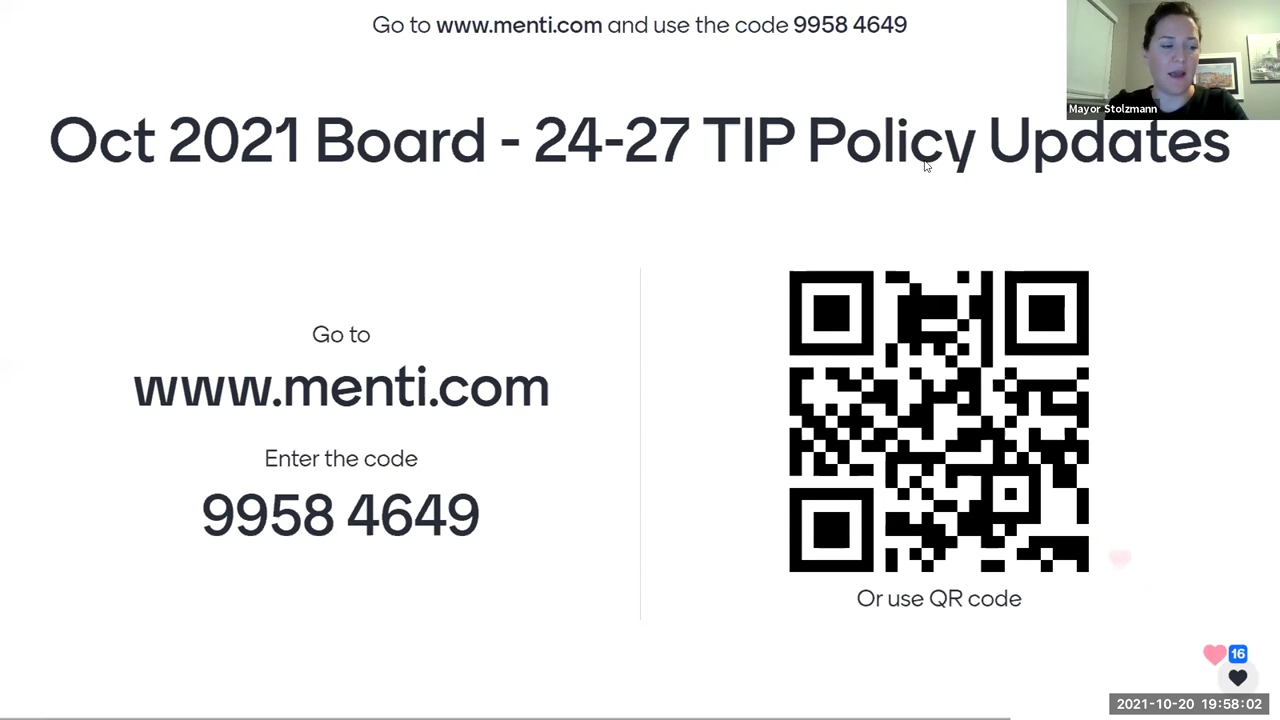 Go to www.menti.com and use the code 9958 4649
Mayor Stolzmann
Oct 2021 Board - 24-27 TIP Policy Updates
Go to
www.menti.com
Enter the code
9958 4649
Or use QR code
16
2021-10-20 19:58:02